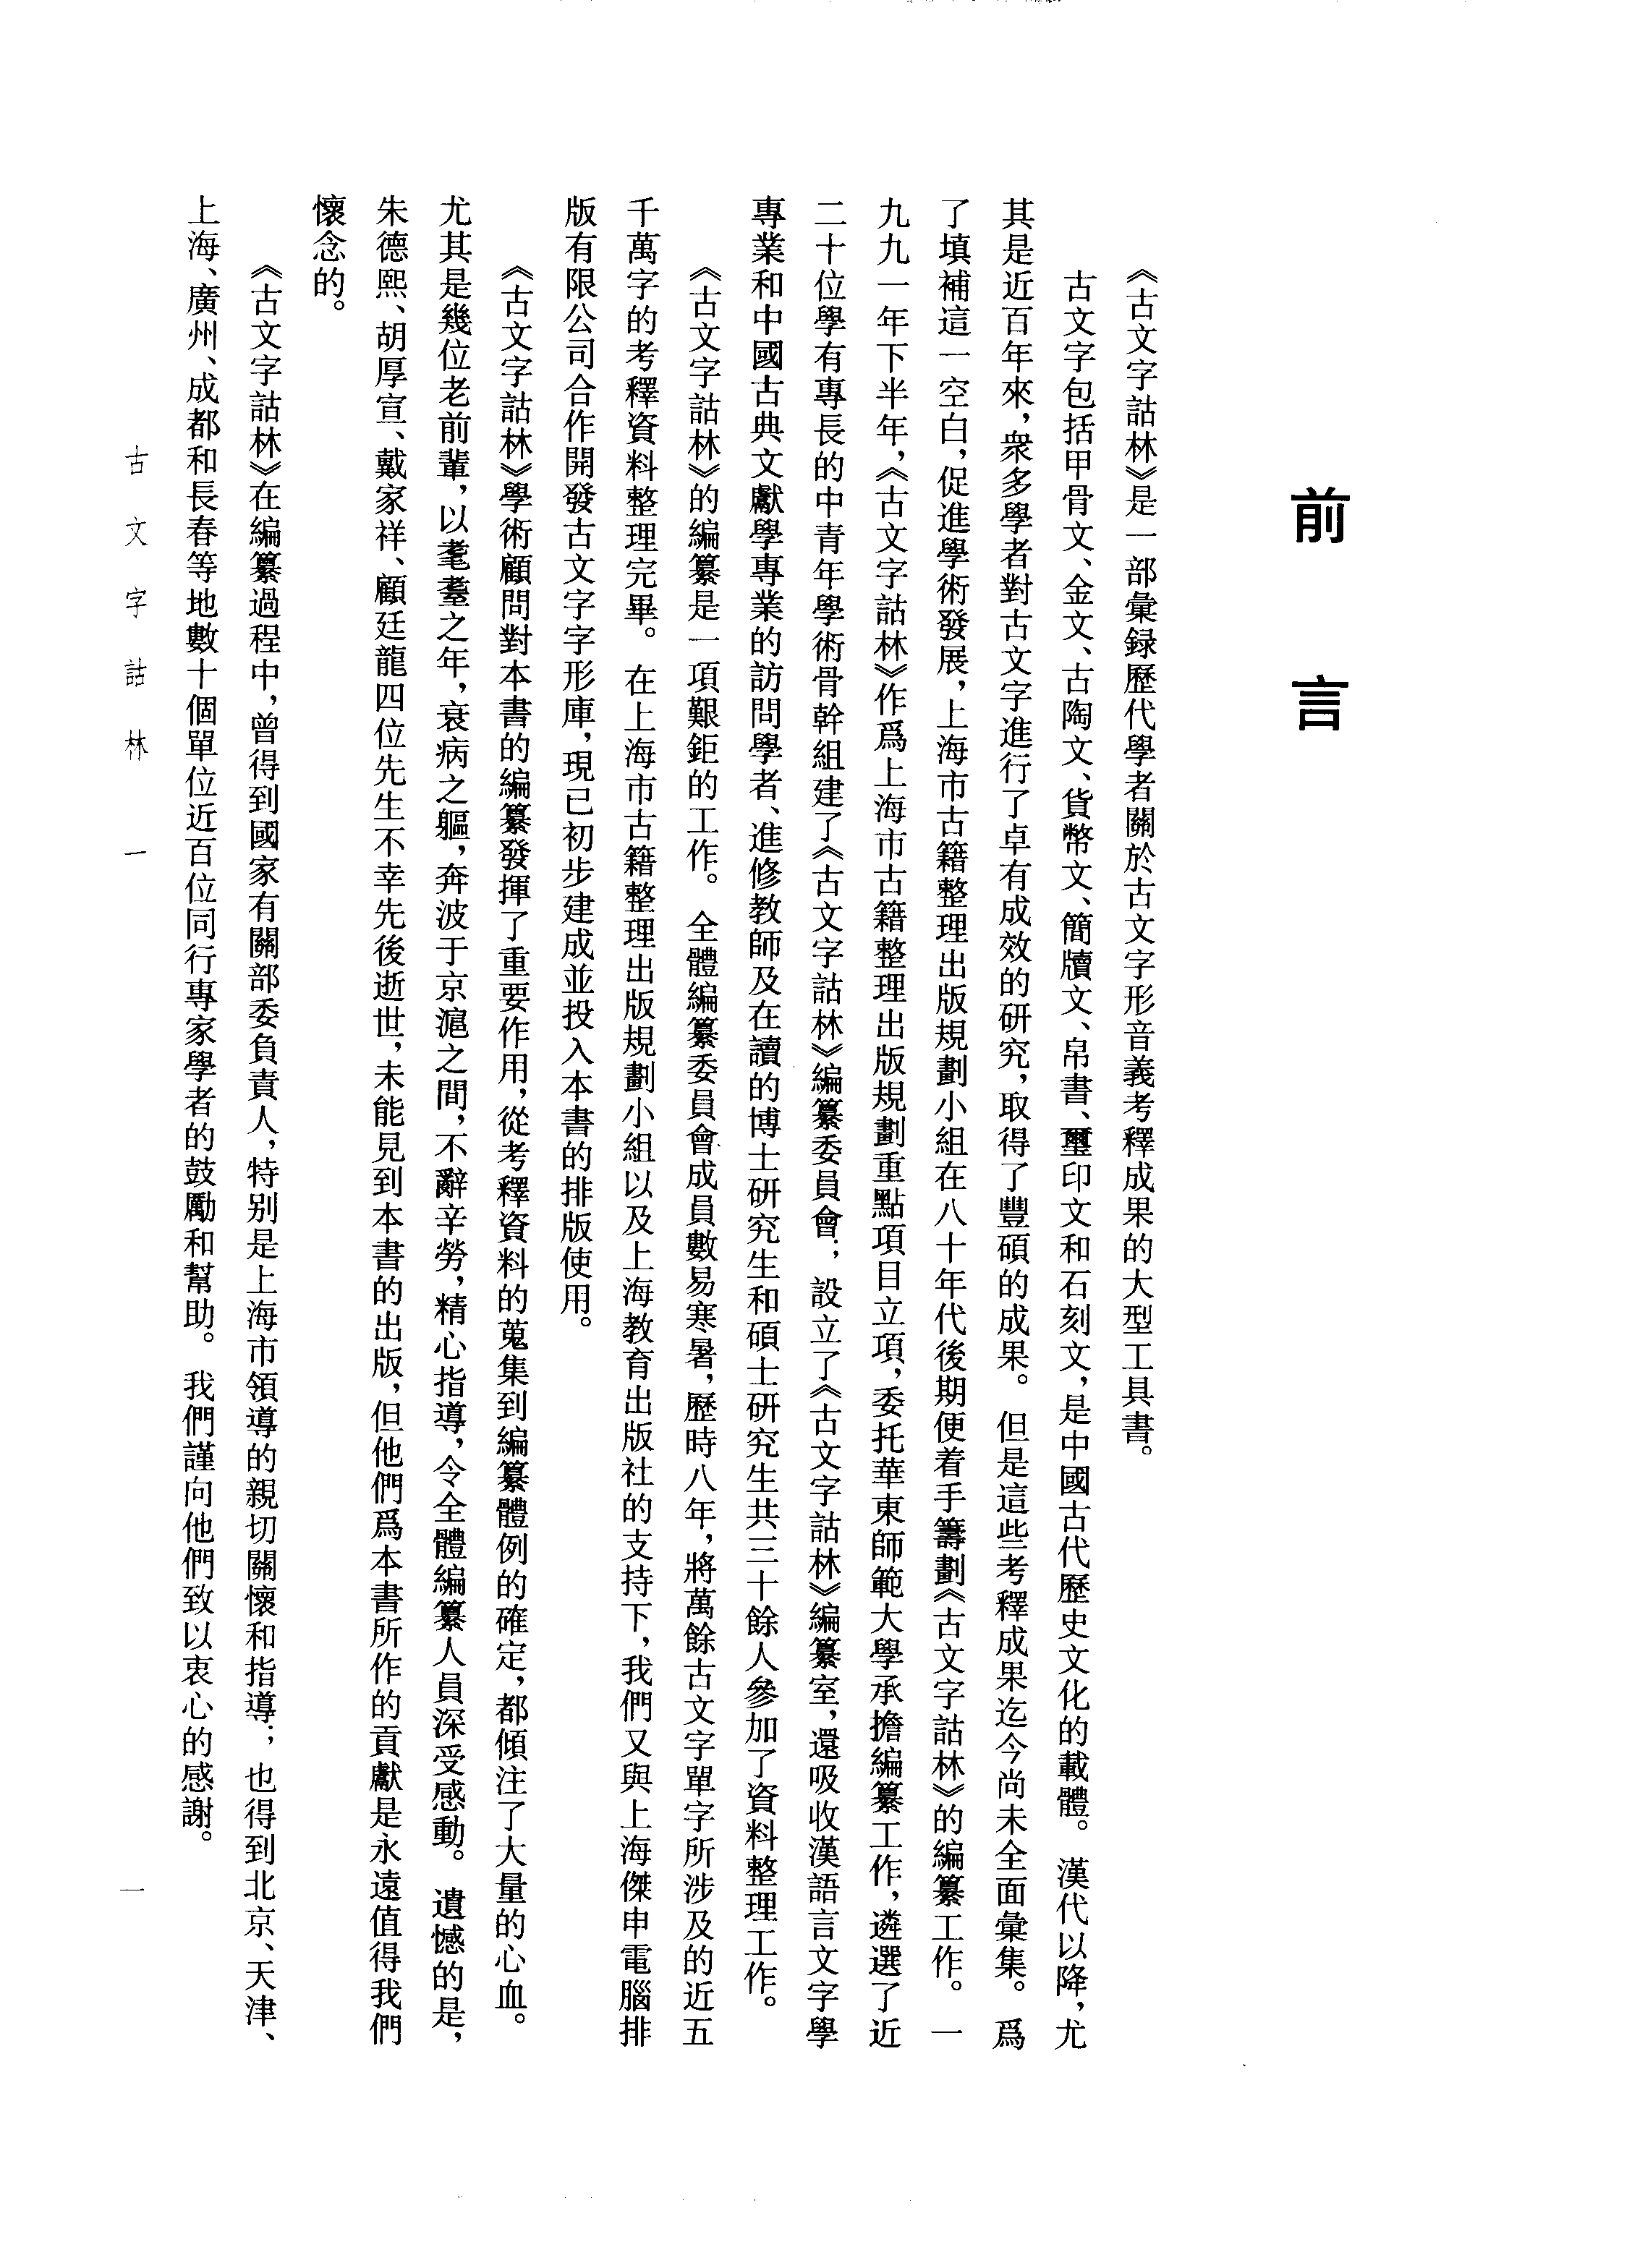 前言
《古文字詁林》是一部彙録歷代學者關於古文字形音義考釋成果的大型工具書。
古文字包括甲骨文、金文、古陶文、貨幣文、簡牘文、帛書、璽印文和石刻文，是中國古代歷史文化的載體。漢代以降，尤
其是近百年來，衆多學者對古文字進行了卓有成效的研究，取得了豐碩的成果。但是這些考釋成果迄今尚未全面彙集。爲
了填補這一空白，促進學術發展，上海市古籍整理出版規劃小組在八十年代後期便着手籌劃《古文字詁林》的編纂工作。一
九九一年下半年，《古文字詁林》作爲上海市古籍整理出版規劃重點項目立項，委托華東師範大學承擔編纂工作，遴選了近
二十位學有專長的中青年學術骨幹組建了《古文字詁林》編纂委員會；設立了《古文字詁林》編纂室，還吸收漢語言文字學
專業和中國古典文獻學專業的訪問學者、進修教師及在讀的博士研究生和碩士研究生共三十餘人參加了資料整理工作。
《古文字詁林》的編纂是一項艱鉅的工作。全體編纂委員會成員數易寒暑，歷時八年，將萬餘古文字單字所涉及的近五
千萬字的考釋資料整理完畢。在上海市古籍整理出版規劃小組以及上海教育出版社的支持下，我們又與上海傑申電腦排
版有限公司合作開發古文字字形庫，現已初步建成並投入本書的排版使用。
《古文字詁林》學術顧問對本書的編纂發揮了重要作用，從考釋資料的蒐集到編纂體例的確定，都傾注了大量的心血。
尤其是幾位老前輩，以耄耋之年，衰病之軀，奔波于京滬之間，不辭辛勞，精心指導，令全體編纂人員深受感動。遺憾的是，
朱德熙、胡厚宣、戴家祥、顧廷龍四位先生不幸先後逝世，未能見到本書的出版，但他們爲本書所作的貢獻是永遠值得我們
懷念的。
《古文字詁林》在編纂過程中，曾得到國家有關部委負責人，特别是上海市領導的親切關懷和指導；也得到北京、天津、
上海、廣州、成都和長春等地數十個單位近百位同行專家學者的鼓勵和幫助。我們謹向他們致以衷心的感謝。
古文字詁林 一
一